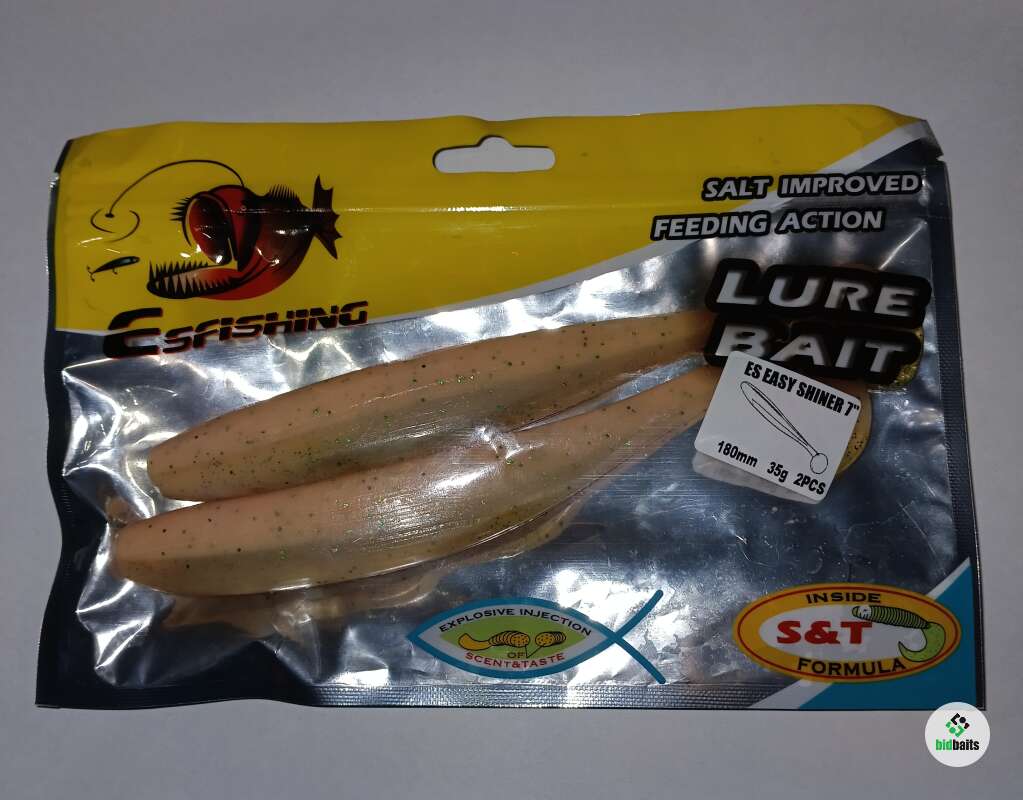 SALT IMPROVED
FEEDING ACTION
ESFISHING
LURE
BAIT
ES EASY SHINER 7"
180mm 35g 2PCS
EXPLOSIVE INJECTION
OF
SCENT&TASTE
INSIDE
S&T
FORMULA
bidbaits